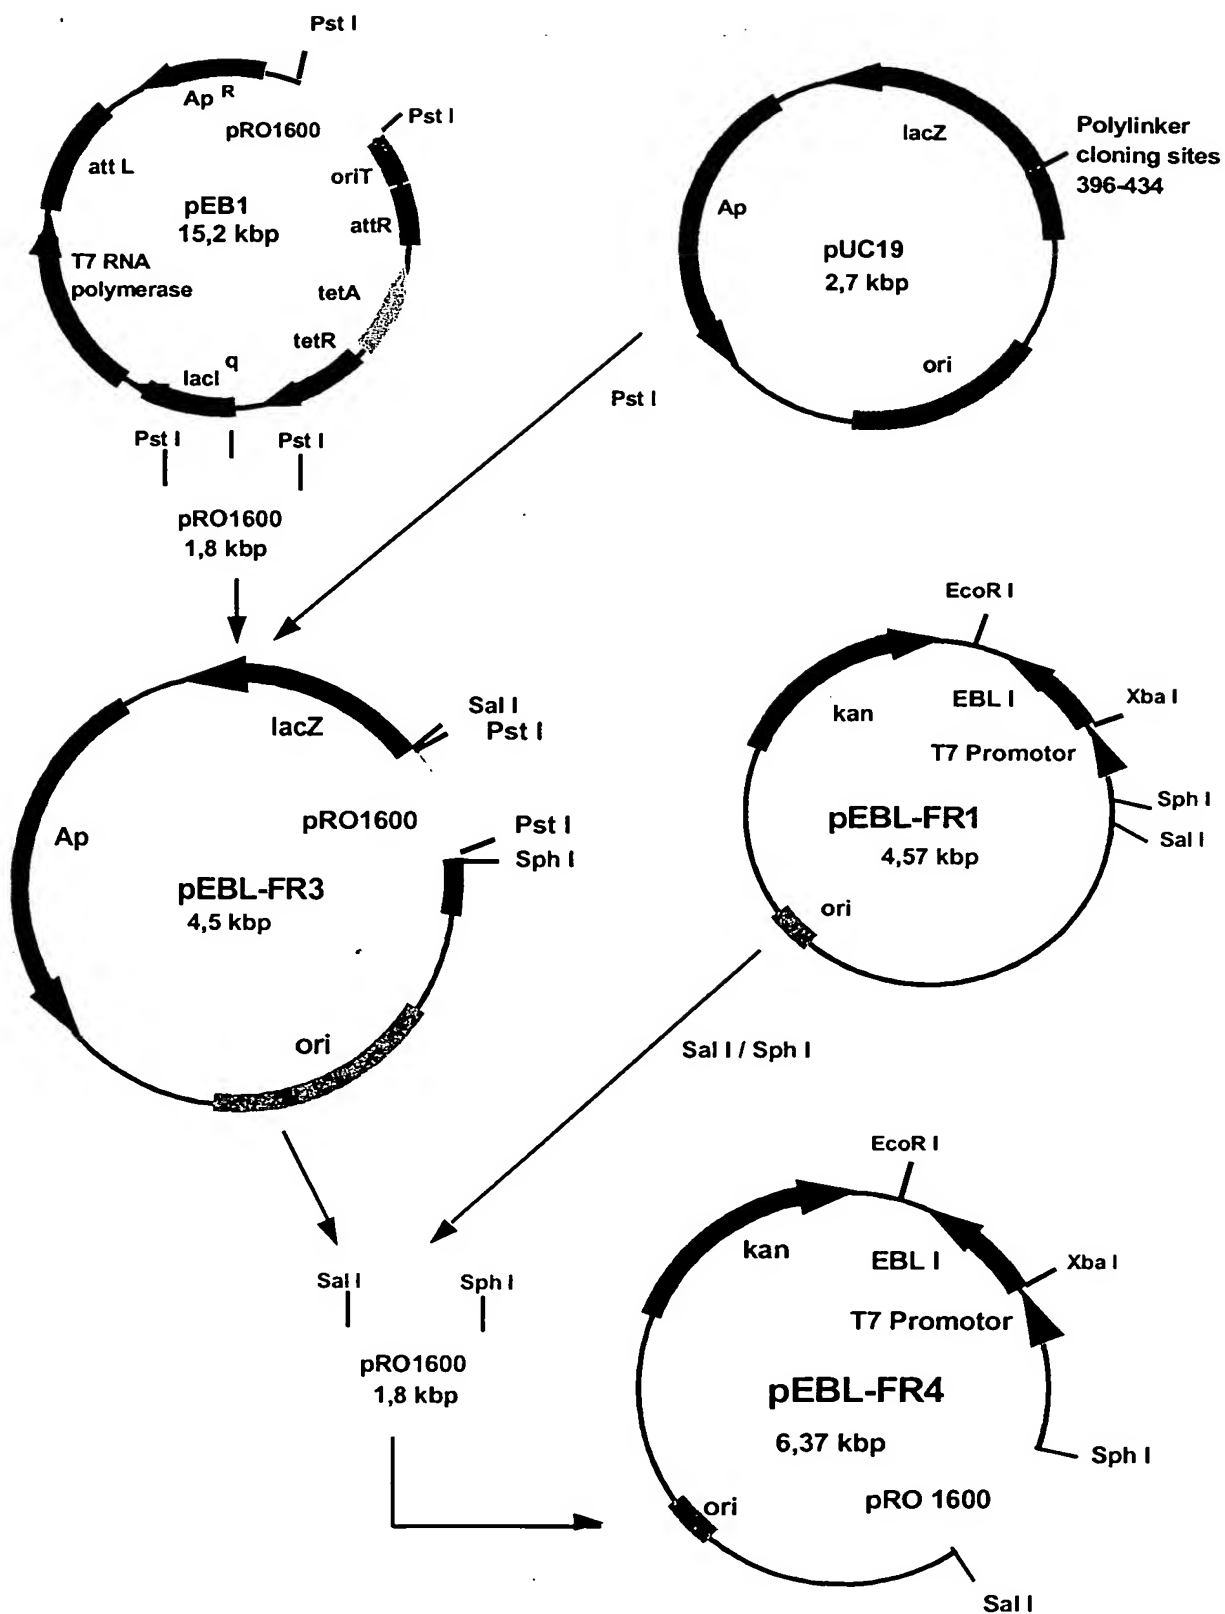 Pst I
Ap R
pRO1600
Pst I
oriT
att L
pEB1
15,2 kbp
attR
T7 RNA
polymerase
tetA
tetR
lacI q
Pst I
Pst I
pRO1600
1,8 kbp
lacZ
Polylinker
cloning sites
396-434
Ap
pUC19
2,7 kbp
ori
Pst I
lacZ
Sal I
Pst I
pRO1600
Pst I
Sph I
Ap
pEBL-FR3
4,5 kbp
ori
EcoR I
kan
EBL I
Xba I
T7 Promotor
Sph I
pEBL-FR1
Sal I
4,57 kbp
ori
Sal I / Sph I
Sal I
Sph I
pRO1600
1,8 kbp
EcoR I
kan
EBL I
Xba I
T7 Promotor
pEBL-FR4
6,37 kbp
Sph I
pRO 1600
ori
Sal I